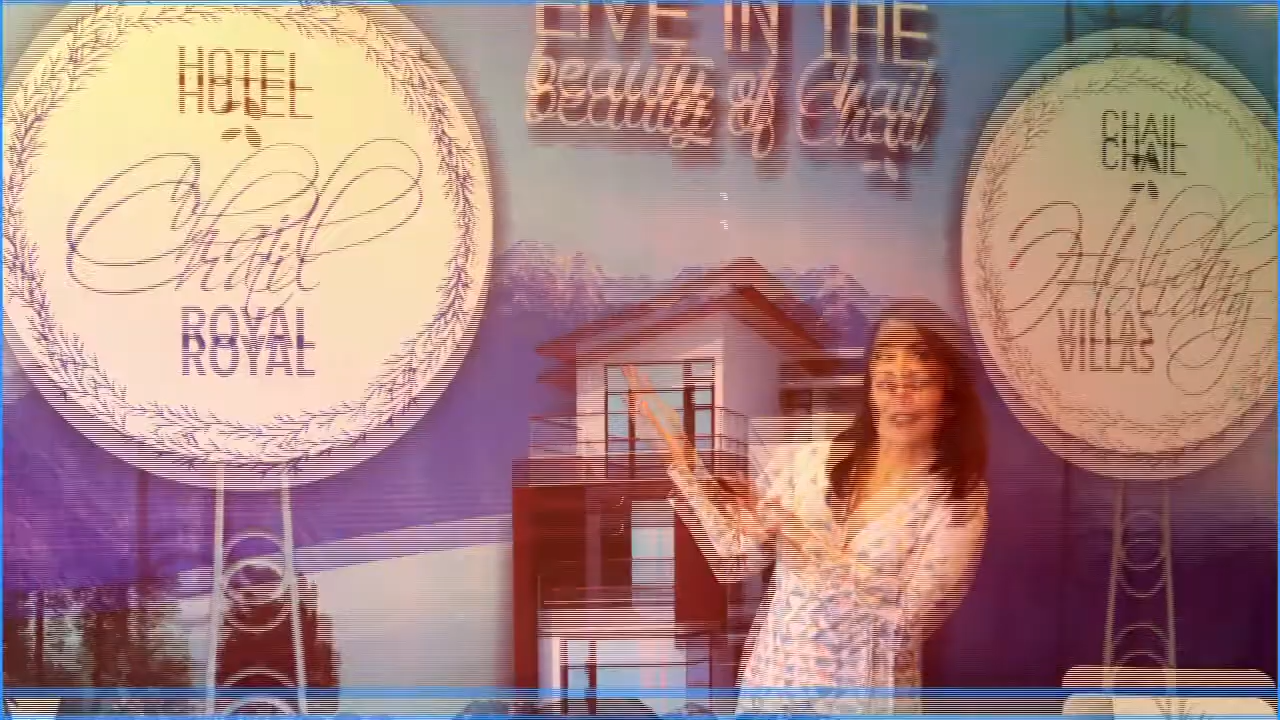 HOTEL
Chail
ROYAL
LIVE IN THE
Beauty of Chail
CHAIL
Holiday
VILLAS